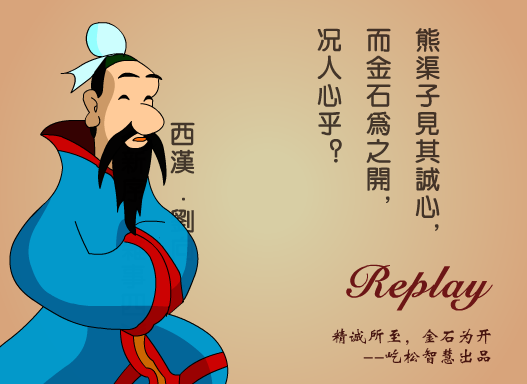 熊渠子見其誠心，
而金石爲之開，
况人心乎？
西漢．劉
Replay
精诚所至，金石为开
--吃松智慧出品